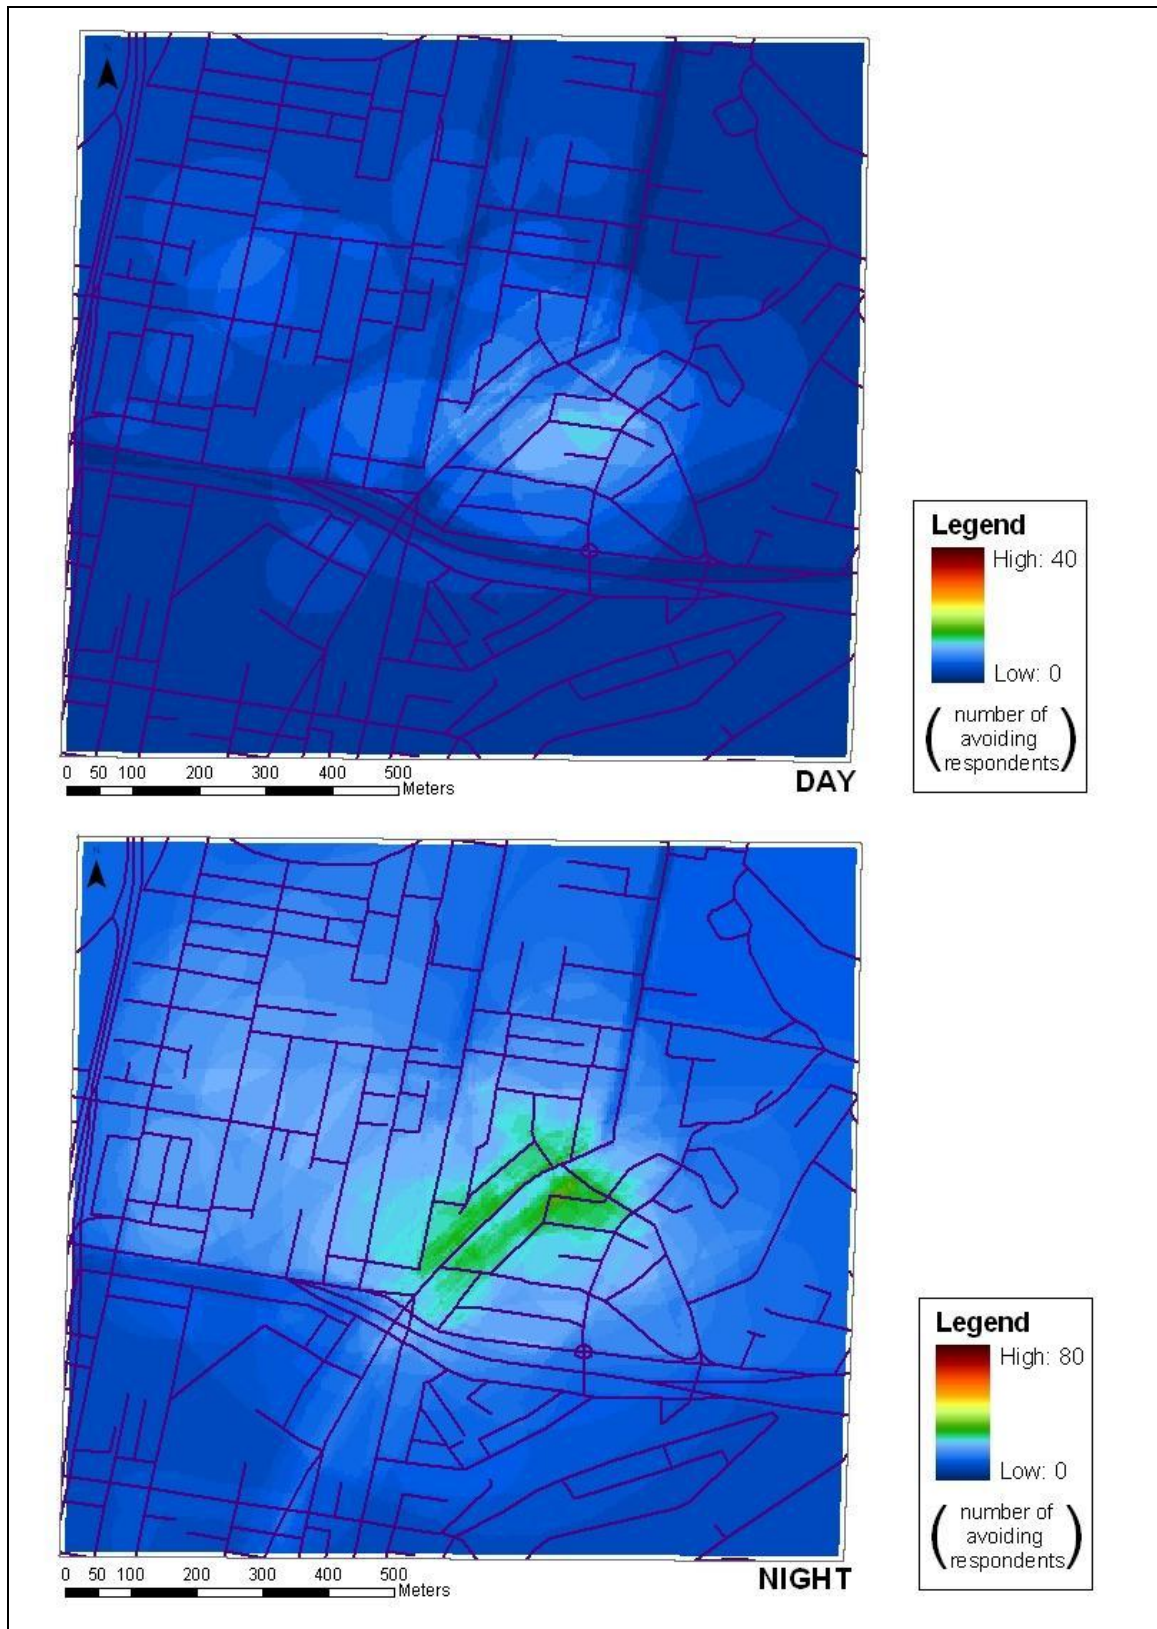 Legend
High: 40
Low: 0
( number of
avoiding
respondents )
0 50 100 200 300 400 500
Meters
DAY
Legend
High: 80
Low: 0
( number of
avoiding
respondents )
0 50 100 200 300 400 500
Meters
NIGHT